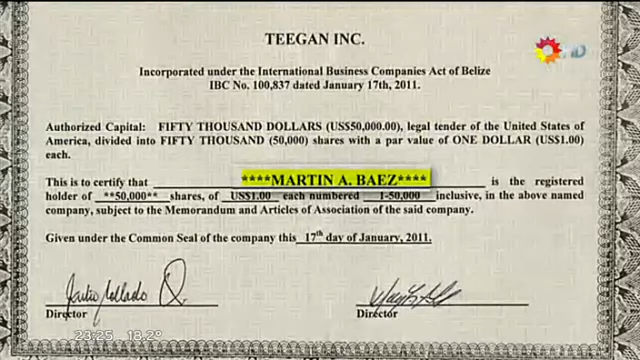 TEEGAN INC.
HD
Incorporated under the International Business Companies Act of Belize
IBC No. 100,837 dated January 17th, 2011.
Authorized Capital: FIFTY THOUSAND DOLLARS (US$50,000.00), legal tender of the United States of
America, divided into FIFTY THOUSAND (50,000) shares with a par value of ONE DOLLAR (US$1.00)
each.
This is to certify that ****MARTIN A. BAEZ**** is the registered
holder of **50,000** shares, of US$1.00 each numbered 1-50,000 inclusive, in the above named
company, subject to the Memorandum and Articles of Association of the said company.
Given under the Common Seal of the company this 17th day of January, 2011.
Director Director
23:25 18.2º